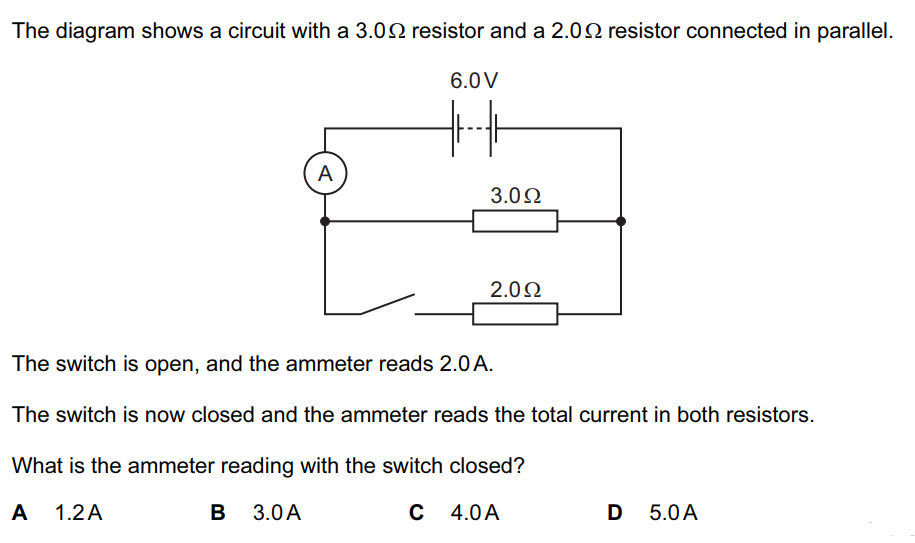 The diagram shows a circuit with a 3.0Ω resistor and a 2.0Ω resistor connected in parallel.
6.0V
A
3.0Ω
2.0Ω
The switch is open, and the ammeter reads 2.0A.
The switch is now closed and the ammeter reads the total current in both resistors.
What is the ammeter reading with the switch closed?
A 1.2A B 3.0A C 4.0A D 5.0A